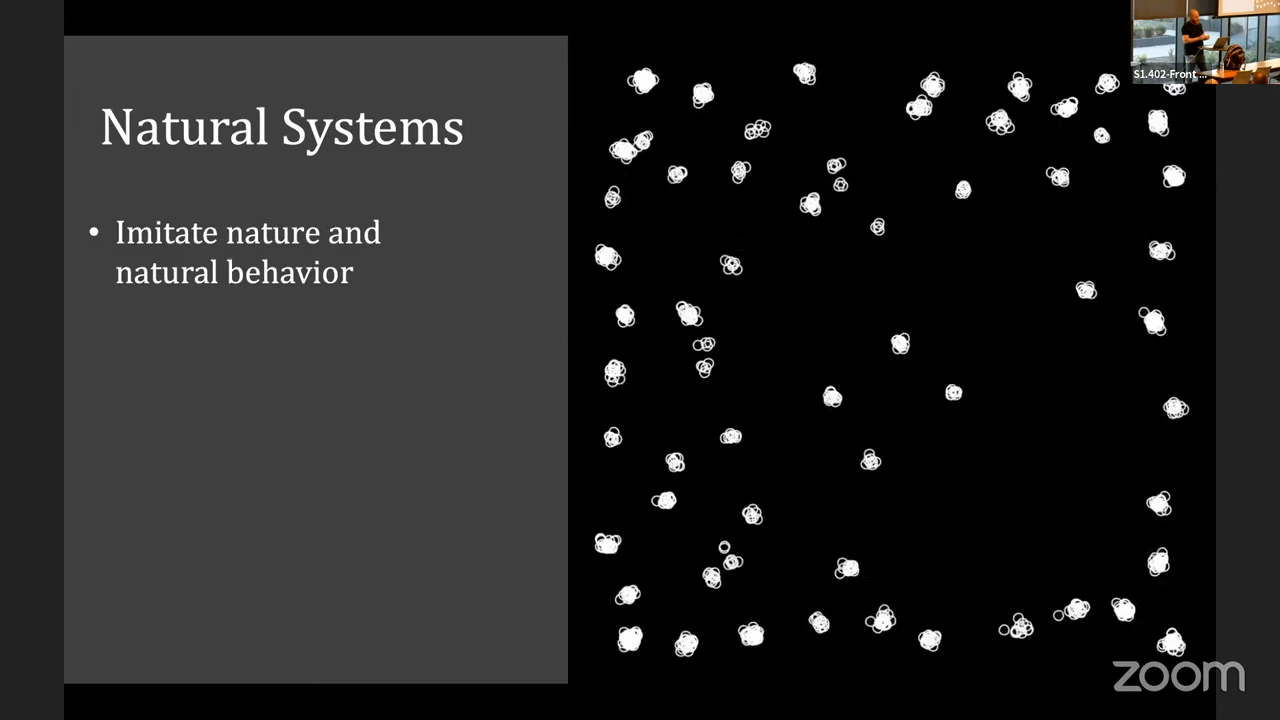 Natural Systems
• Imitate nature and
natural behavior
S1.402-Front ...
zoom